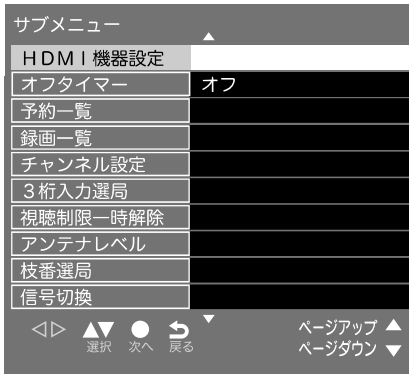 サブメニュー
HDMI機器設定
オフタイマー オフ
予約一覧
録画一覧
チャンネル設定
3桁入力選局
視聴制限一時解除
アンテナレベル
枝番選局
信号切換
選択 次へ 戻る
ページアップ
ページダウン